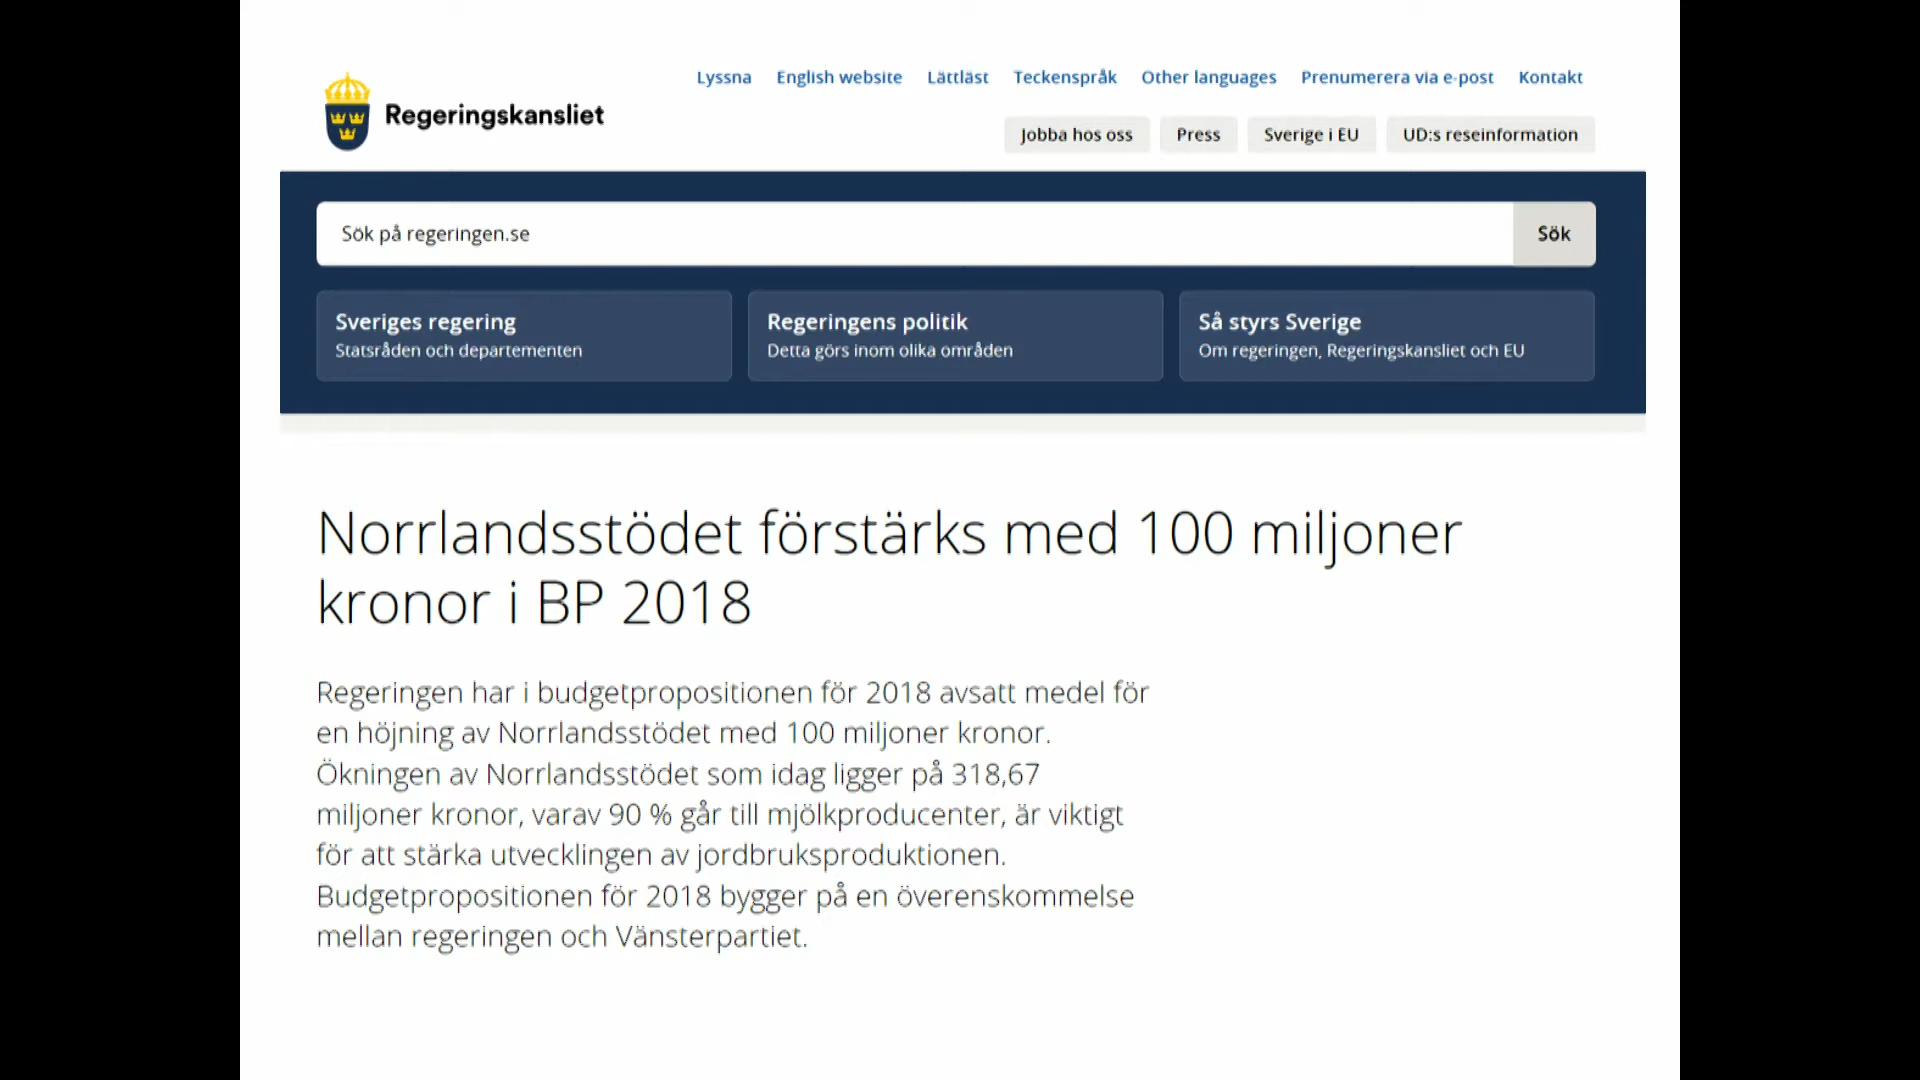 Lyssna English website Lättläst Teckenspråk Other languages Prenumerera via e-post Kontakt
Regeringskansliet
Jobba hos oss Press Sverige i EU UD:s reseinformation
Sök på regeringen.se Sök
Sveriges regering Regeringens politik Så styrs Sverige
Statsråden och departementen Detta görs inom olika områden Om regeringen, Regeringskansliet och EU
Norrlandsstödet förstärks med 100 miljoner
kronor i BP 2018
Regeringen har i budgetpropositionen för 2018 avsatt medel för
en höjning av Norrlandsstödet med 100 miljoner kronor.
Ökningen av Norrlandsstödet som idag ligger på 318,67
miljoner kronor, varav 90 % går till mjölkproducenter, är viktigt
för att stärka utvecklingen av jordbruksproduktionen.
Budgetpropositionen för 2018 bygger på en överenskommelse
mellan regeringen och Vänsterpartiet.